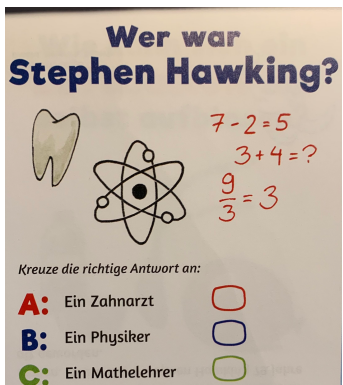 Wer war
Stephen Hawking?
7-2=5
3+4=?
9/3=3
Kreuze die richtige Antwort an:
A: Ein Zahnarzt
B: Ein Physiker
C: Ein Mathelehrer